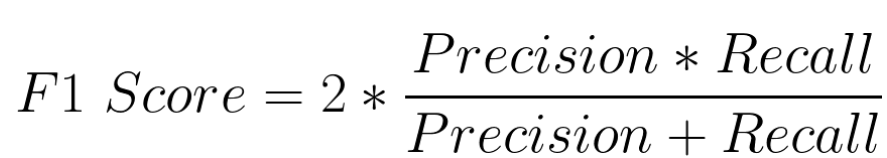 F1 Score = 2 * Precision * Recall
Precision + Recall